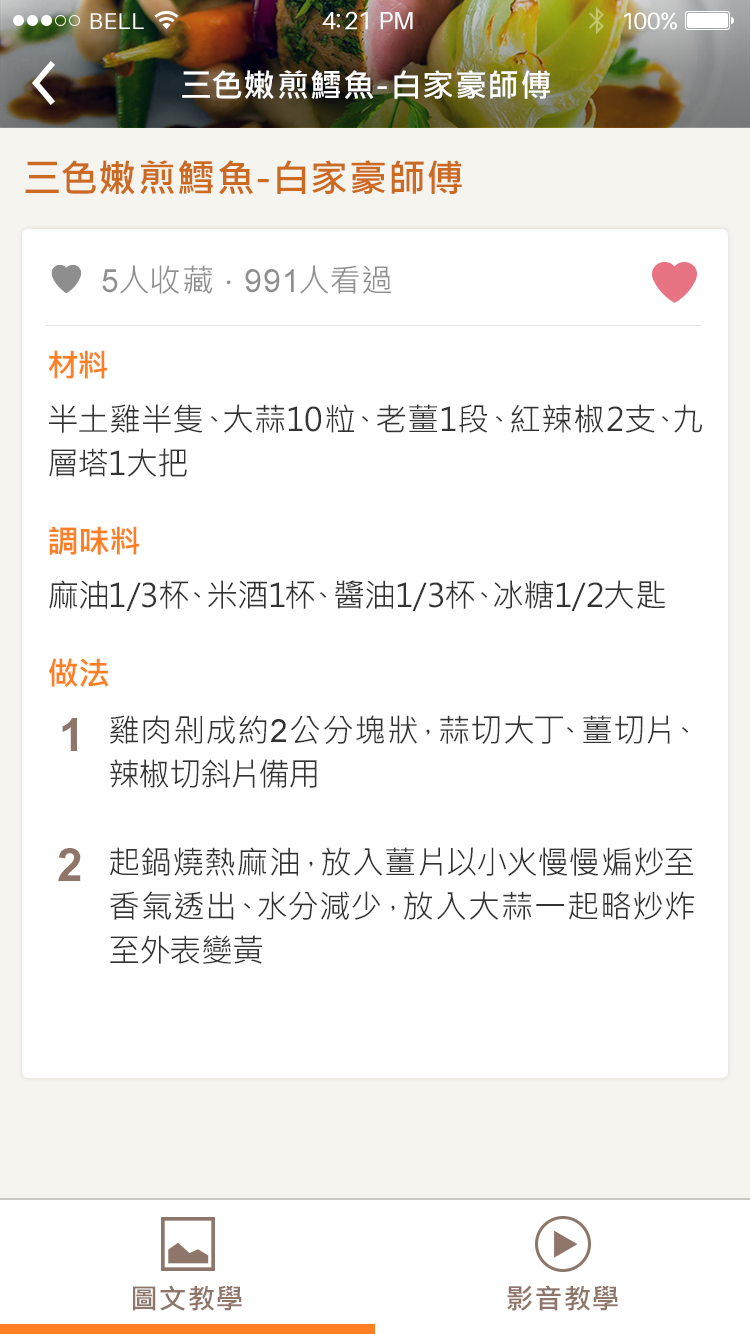 BELL 4:21 PM 100%
三色嫩煎鱈魚-白家豪師傅
三色嫩煎鱈魚-白家豪師傅
5人收藏．991人看過
材料
半土雞半隻、大蒜10粒、老薑1段、紅辣椒2支、九
層塔1大把
調味料
麻油1/3杯、米酒1杯、醬油1/3杯、冰糖1/2大匙
做法
1 雞肉剁成約2公分塊狀，蒜切大丁、薑切片、
辣椒切斜片備用
2 起鍋燒熱麻油，放入薑片以小火慢慢煸炒至
香氣透出、水分減少，放入大蒜一起略炒炸
至外表變黃
圖文教學 影音教學